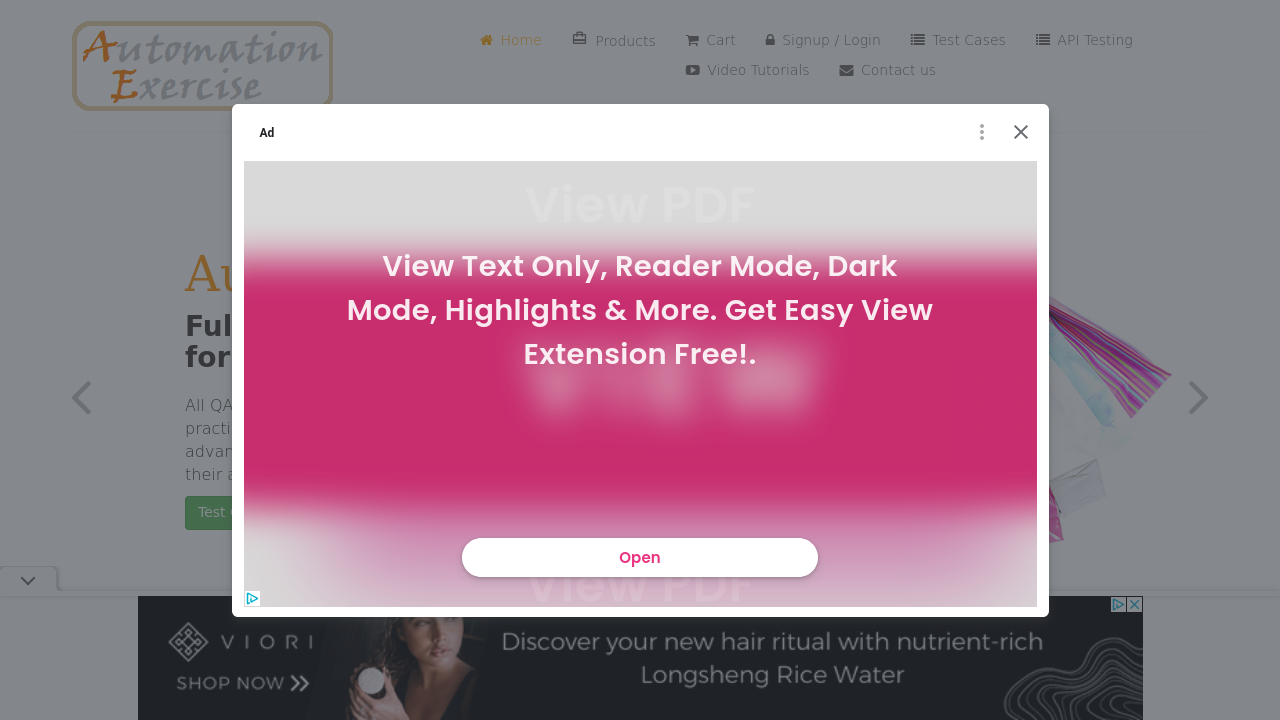 Automation
Exercise
Home
Products
Cart
Signup / Login
Test Cases
API Testing
Video Tutorials
Contact us
Ad
View PDF
View Text Only, Reader Mode, Dark
Mode, Highlights & More. Get Easy View
Extension Free!.
Open
View PDF
Au
Ful
for
All QA
practi
advan
their a
Test
VIORI
SHOP NOW
Discover your new hair ritual with nutrient-rich
Longsheng Rice Water